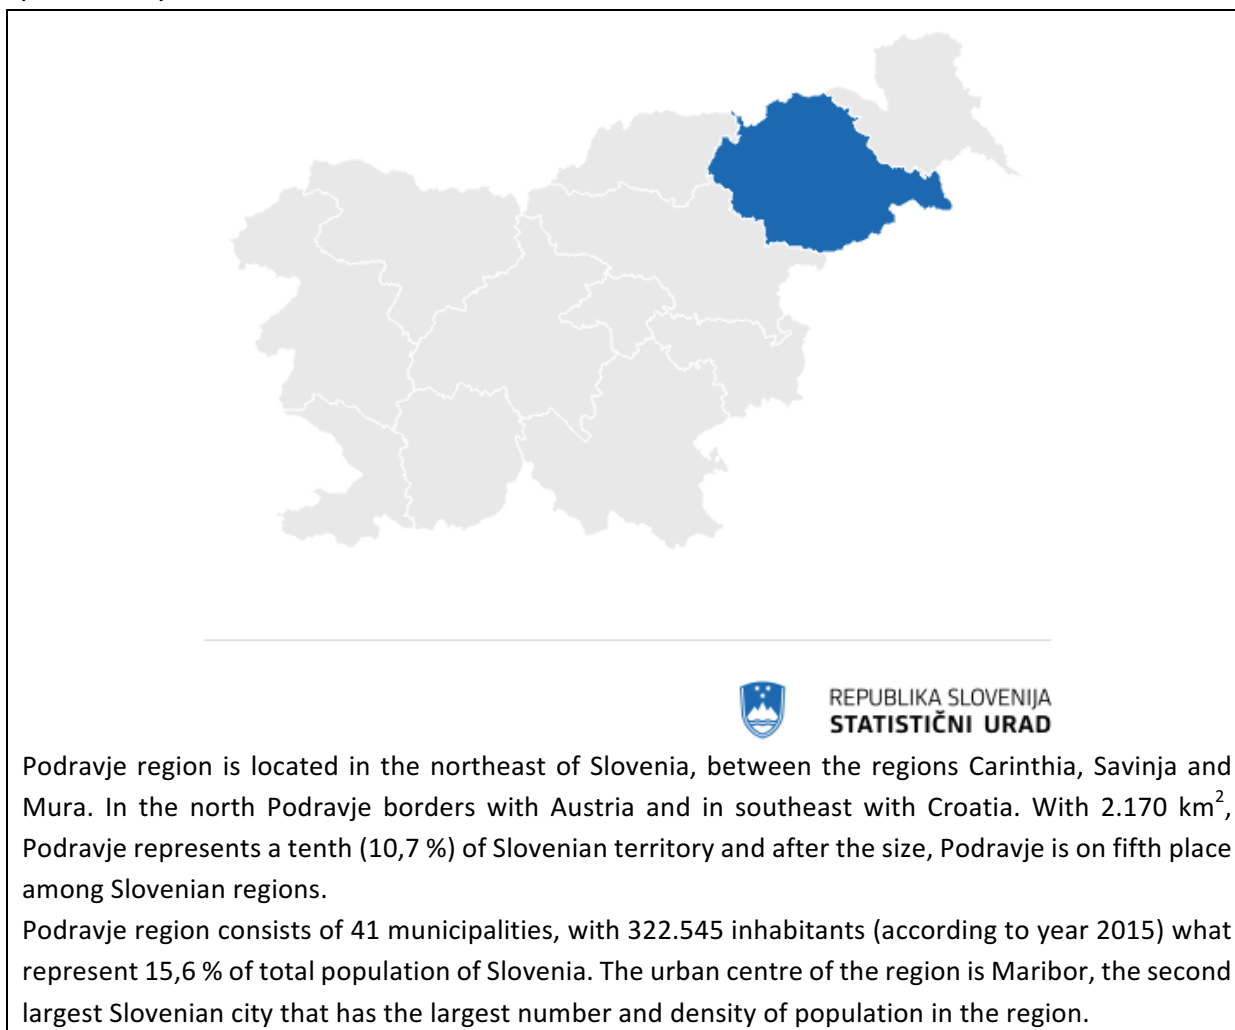 REPUBLIKA SLOVENIJA
STATISTIČNI URAD
Podravje region is located in the northeast of Slovenia, between the regions Carinthia, Savinja and
Mura. In the north Podravje borders with Austria and in southeast with Croatia. With 2.170 km²,
Podravje represents a tenth (10,7 %) of Slovenian territory and after the size, Podravje is on fifth place
among Slovenian regions.
Podravje region consists of 41 municipalities, with 322.545 inhabitants (according to year 2015) what
represent 15,6 % of total population of Slovenia. The urban centre of the region is Maribor, the second
largest Slovenian city that has the largest number and density of population in the region.